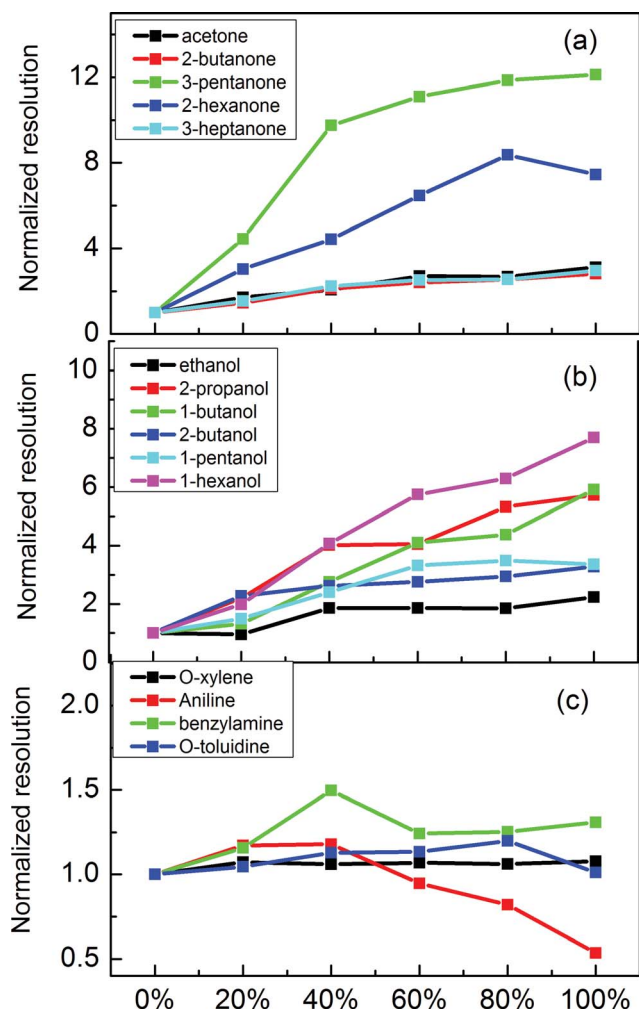 (a)
acetone
2-butanone
3-pentanone
2-hexanone
3-heptanone
12
8
4
0
Normalized resolution
(b)
ethanol
2-propanol
1-butanol
2-butanol
1-pentanol
1-hexanol
10
8
6
4
2
0
Normalized resolution
(c)
O-xylene
Aniline
benzylamine
O-toluidine
2.0
1.5
1.0
0.5
Normalized resolution
0% 20% 40% 60% 80% 100%